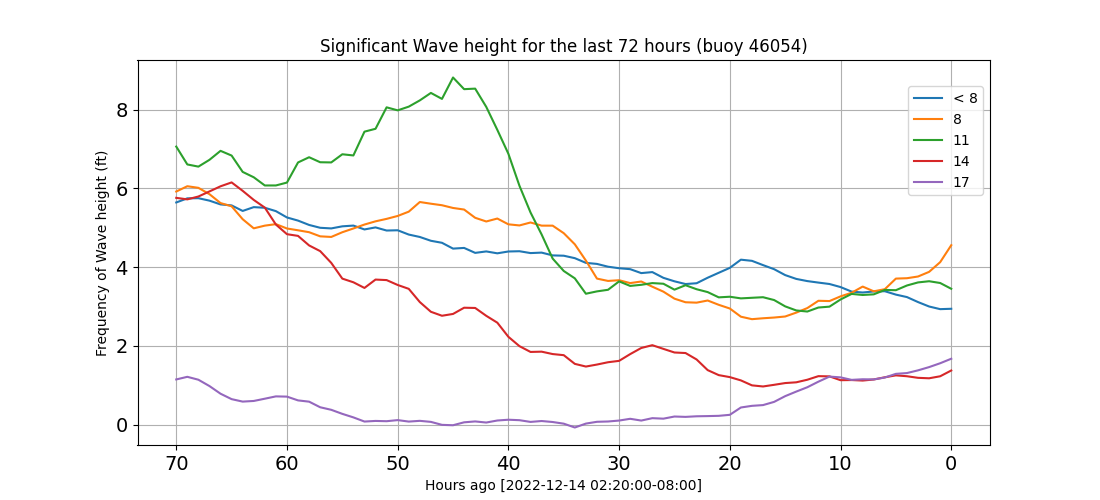 Significant Wave height for the last 72 hours (buoy 46054)
Frequency of Wave height (ft)
8
6
4
2
0
< 8
8
11
14
17
70 60 50 40 30 20 10 0
Hours ago [2022-12-14 02:20:00-08:00]